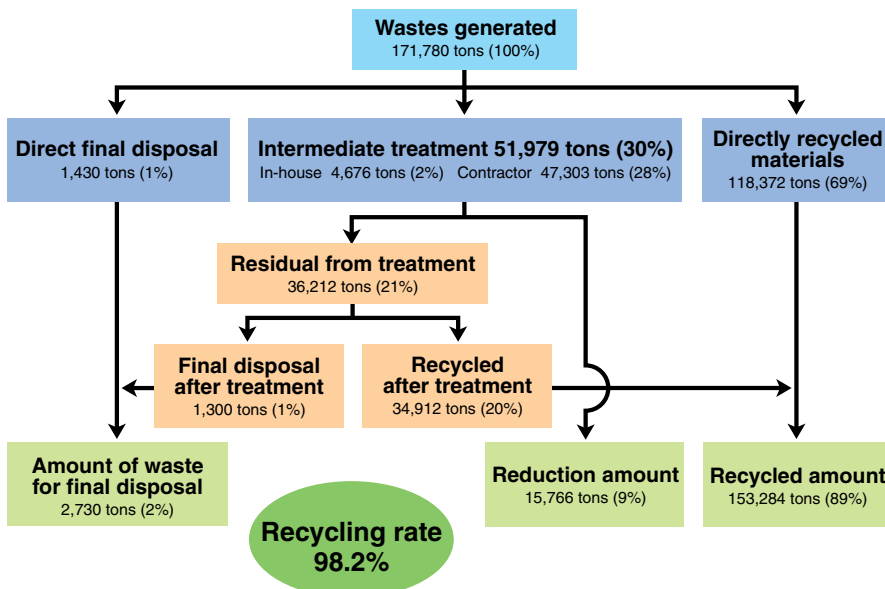 Wastes generated
171,780 tons (100%)
Direct final disposal
1,430 tons (1%)
Intermediate treatment 51,979 tons (30%)
In-house 4,676 tons (2%) Contractor 47,303 tons (28%)
Directly recycled
materials
118,372 tons (69%)
Residual from treatment
36,212 tons (21%)
Final disposal
after treatment
1,300 tons (1%)
Recycled
after treatment
34,912 tons (20%)
Amount of waste
for final disposal
2,730 tons (2%)
Reduction amount
15,766 tons (9%)
Recycled amount
153,284 tons (89%)
Recycling rate
98.2%